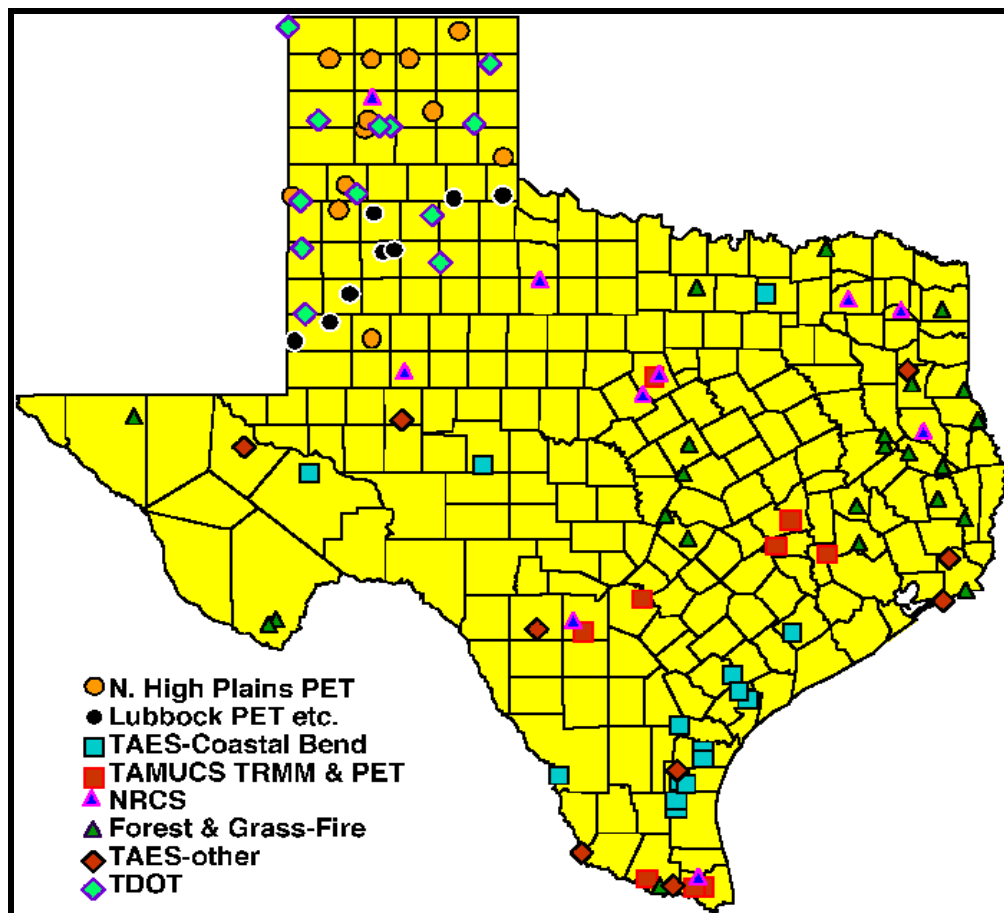 N. High Plains PET
Lubbock PET etc.
TAES-Coastal Bend
TAMUCS TRMM & PET
NRCS
Forest & Grass-Fire
TAES-other
TDOT